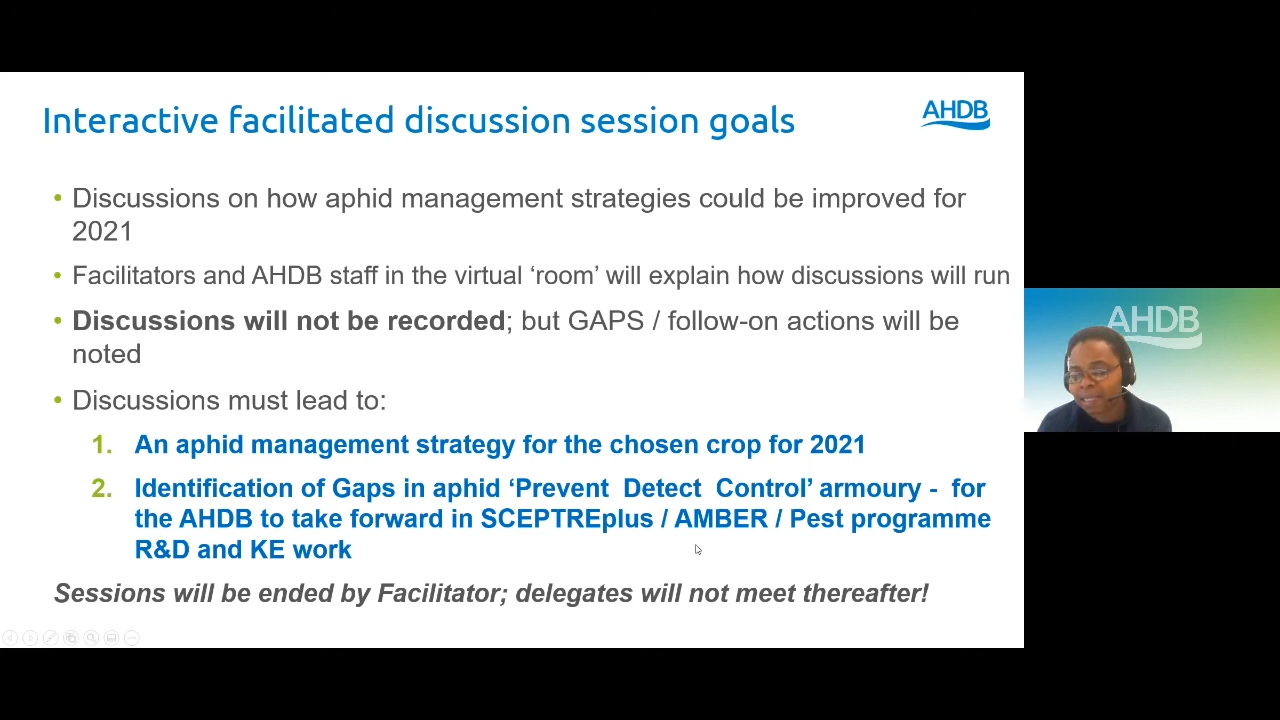 Interactive facilitated discussion session goals
AHDB
• Discussions on how aphid management strategies could be improved for
2021
• Facilitators and AHDB staff in the virtual ‘room’ will explain how discussions will run
• Discussions will not be recorded; but GAPS / follow-on actions will be
noted
• Discussions must lead to:
1. An aphid management strategy for the chosen crop for 2021
2. Identification of Gaps in aphid ‘Prevent Detect Control’ armoury - for
the AHDB to take forward in SCEPTREplus / AMBER / Pest programme
R&D and KE work
Sessions will be ended by Facilitator; delegates will not meet thereafter!
AHDB